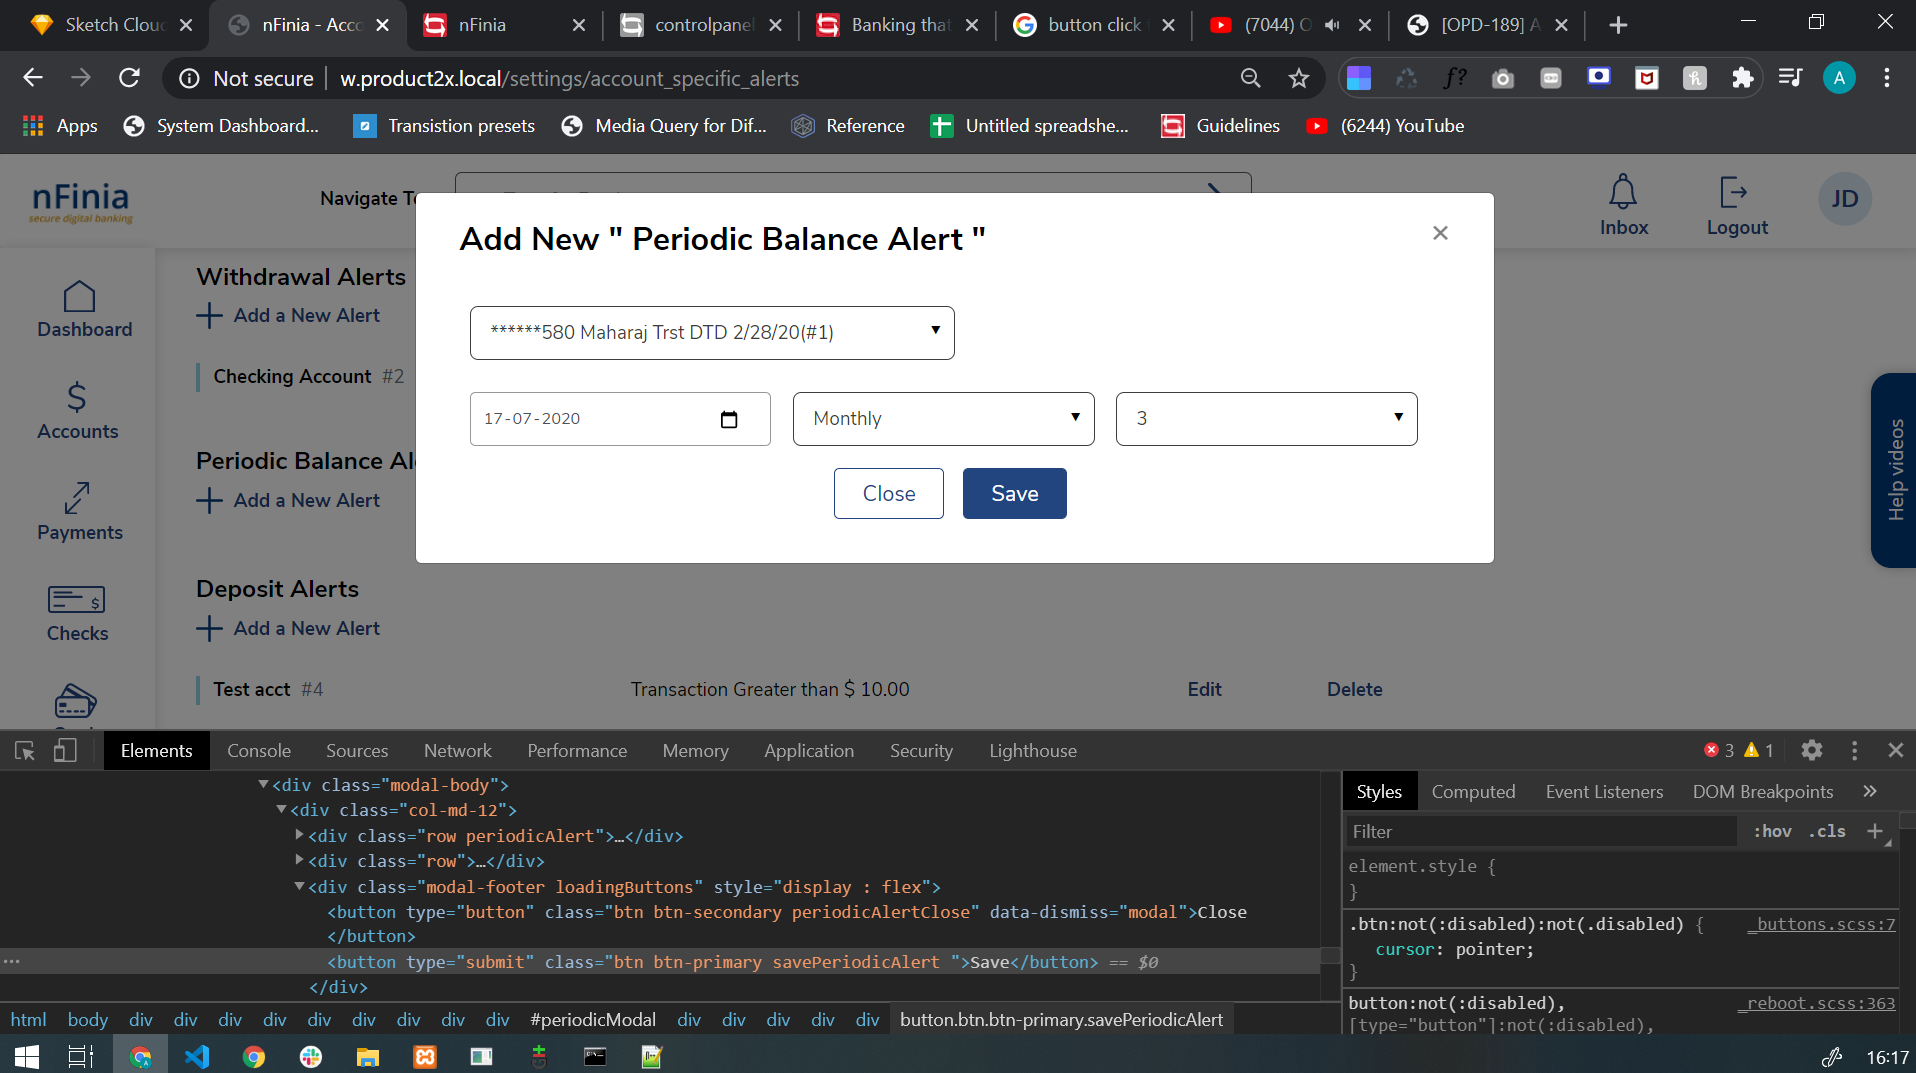 Sketch Cloud
nFinia - Acco
nFinia
controlpanel
Banking that
button click
(7044) O
[OPD-189] A
Not secure
w.product2x.local/settings/account_specific_alerts
A
Apps
System Dashboard...
Transistion presets
Media Query for Dif...
Reference
Untitled spreadshe...
Guidelines
(6244) YouTube
nFinia
secure digital banking
Navigate T
Inbox
Logout
JD
Add New " Periodic Balance Alert "
******580 Maharaj Trst DTD 2/28/20(#1)
17-07-2020
Monthly
3
Close
Save
Dashboard
Accounts
Payments
Checks
Withdrawal Alerts
Add a New Alert
Checking Account #2
Periodic Balance Al
Add a New Alert
Deposit Alerts
Add a New Alert
Test acct #4
Transaction Greater than $ 10.00
Edit
Delete
Help videos
Elements
Console
Sources
Network
Performance
Memory
Application
Security
Lighthouse
3
1
<div class="modal-body">
<div class="col-md-12">
<div class="row periodicAlert">…</div>
<div class="row">…</div>
<div class="modal-footer loadingButtons" style="display : flex">
<button type="button" class="btn btn-secondary periodicAlertClose" data-dismiss="modal">Close
</button>
<button type="submit" class="btn btn-primary savePeriodicAlert ">Save</button> == $0
</div>
html body div div div div div div div div div #periodicModal div div div div div button.btn.btn-primary.savePeriodicAlert
Styles
Computed
Event Listeners
DOM Breakpoints
Filter
:hov .cls
element.style {
}
.btn:not(:disabled):not(.disabled) {
_buttons.scss:7
cursor: pointer;
}
button:not(:disabled),
_reboot.scss:363
[type="button"]:not(:disabled),
16:17